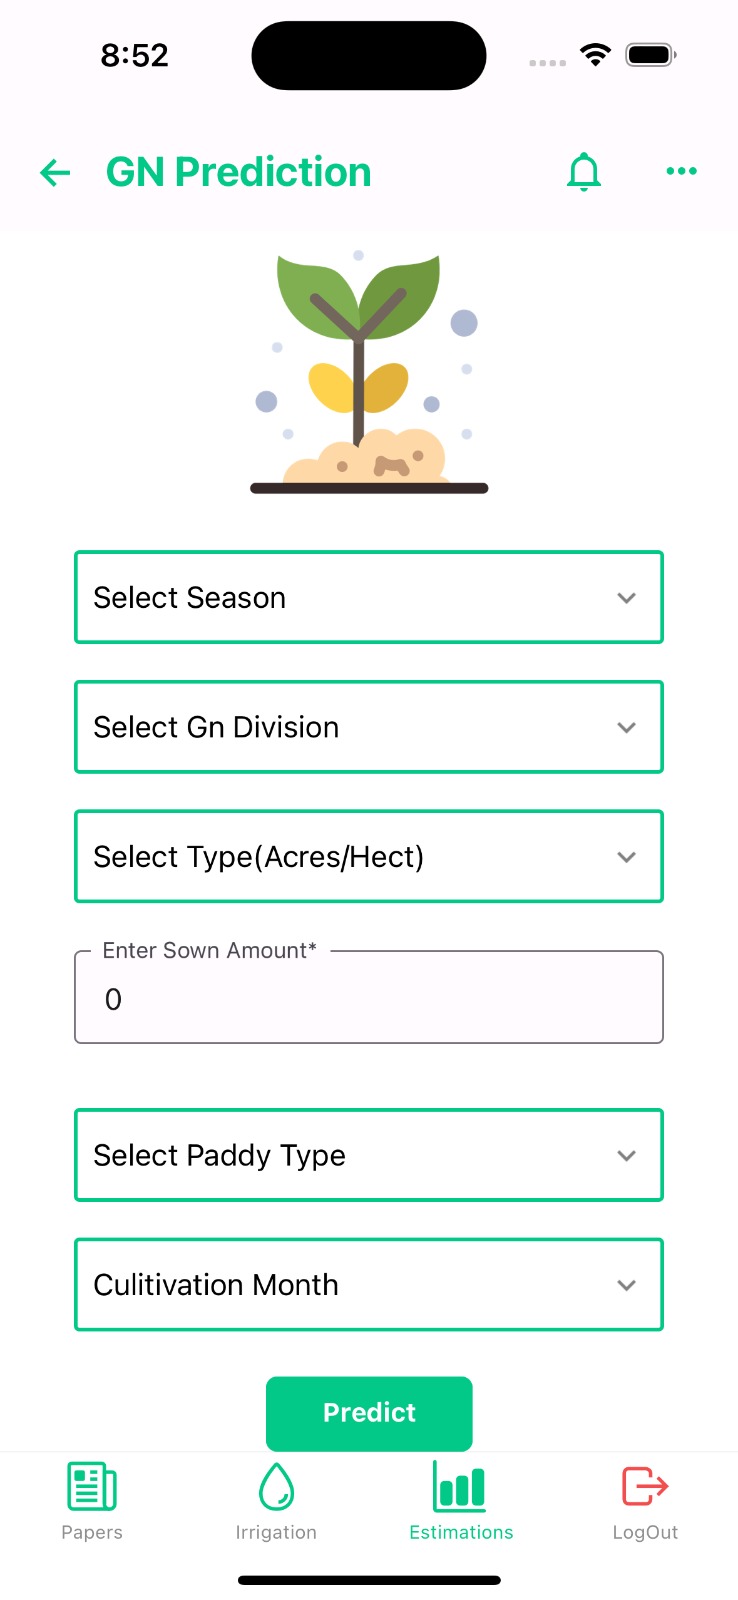 8:52
GN Prediction
Select Season
Select Gn Division
Select Type(Acres/Hect)
Enter Sown Amount*
0
Select Paddy Type
Culitivation Month
Predict
Papers
Irrigation
Estimations
LogOut